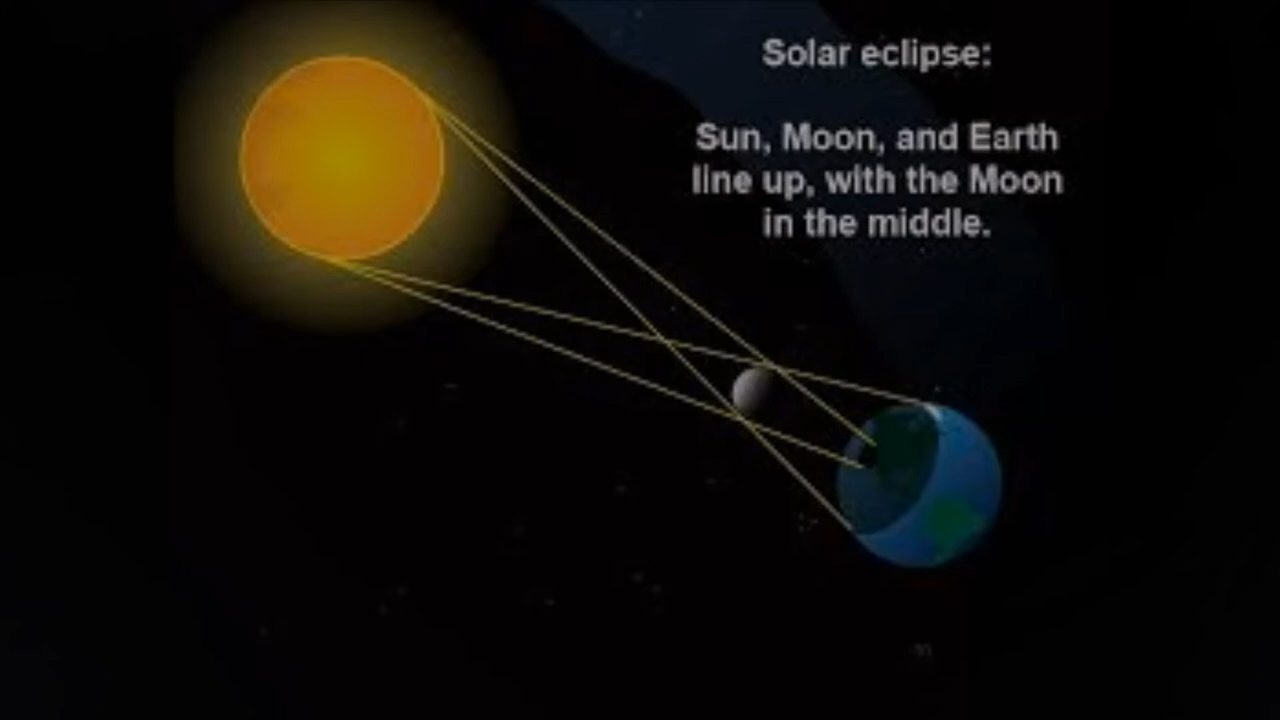 Solar eclipse:
Sun, Moon, and Earth
line up, with the Moon
in the middle.